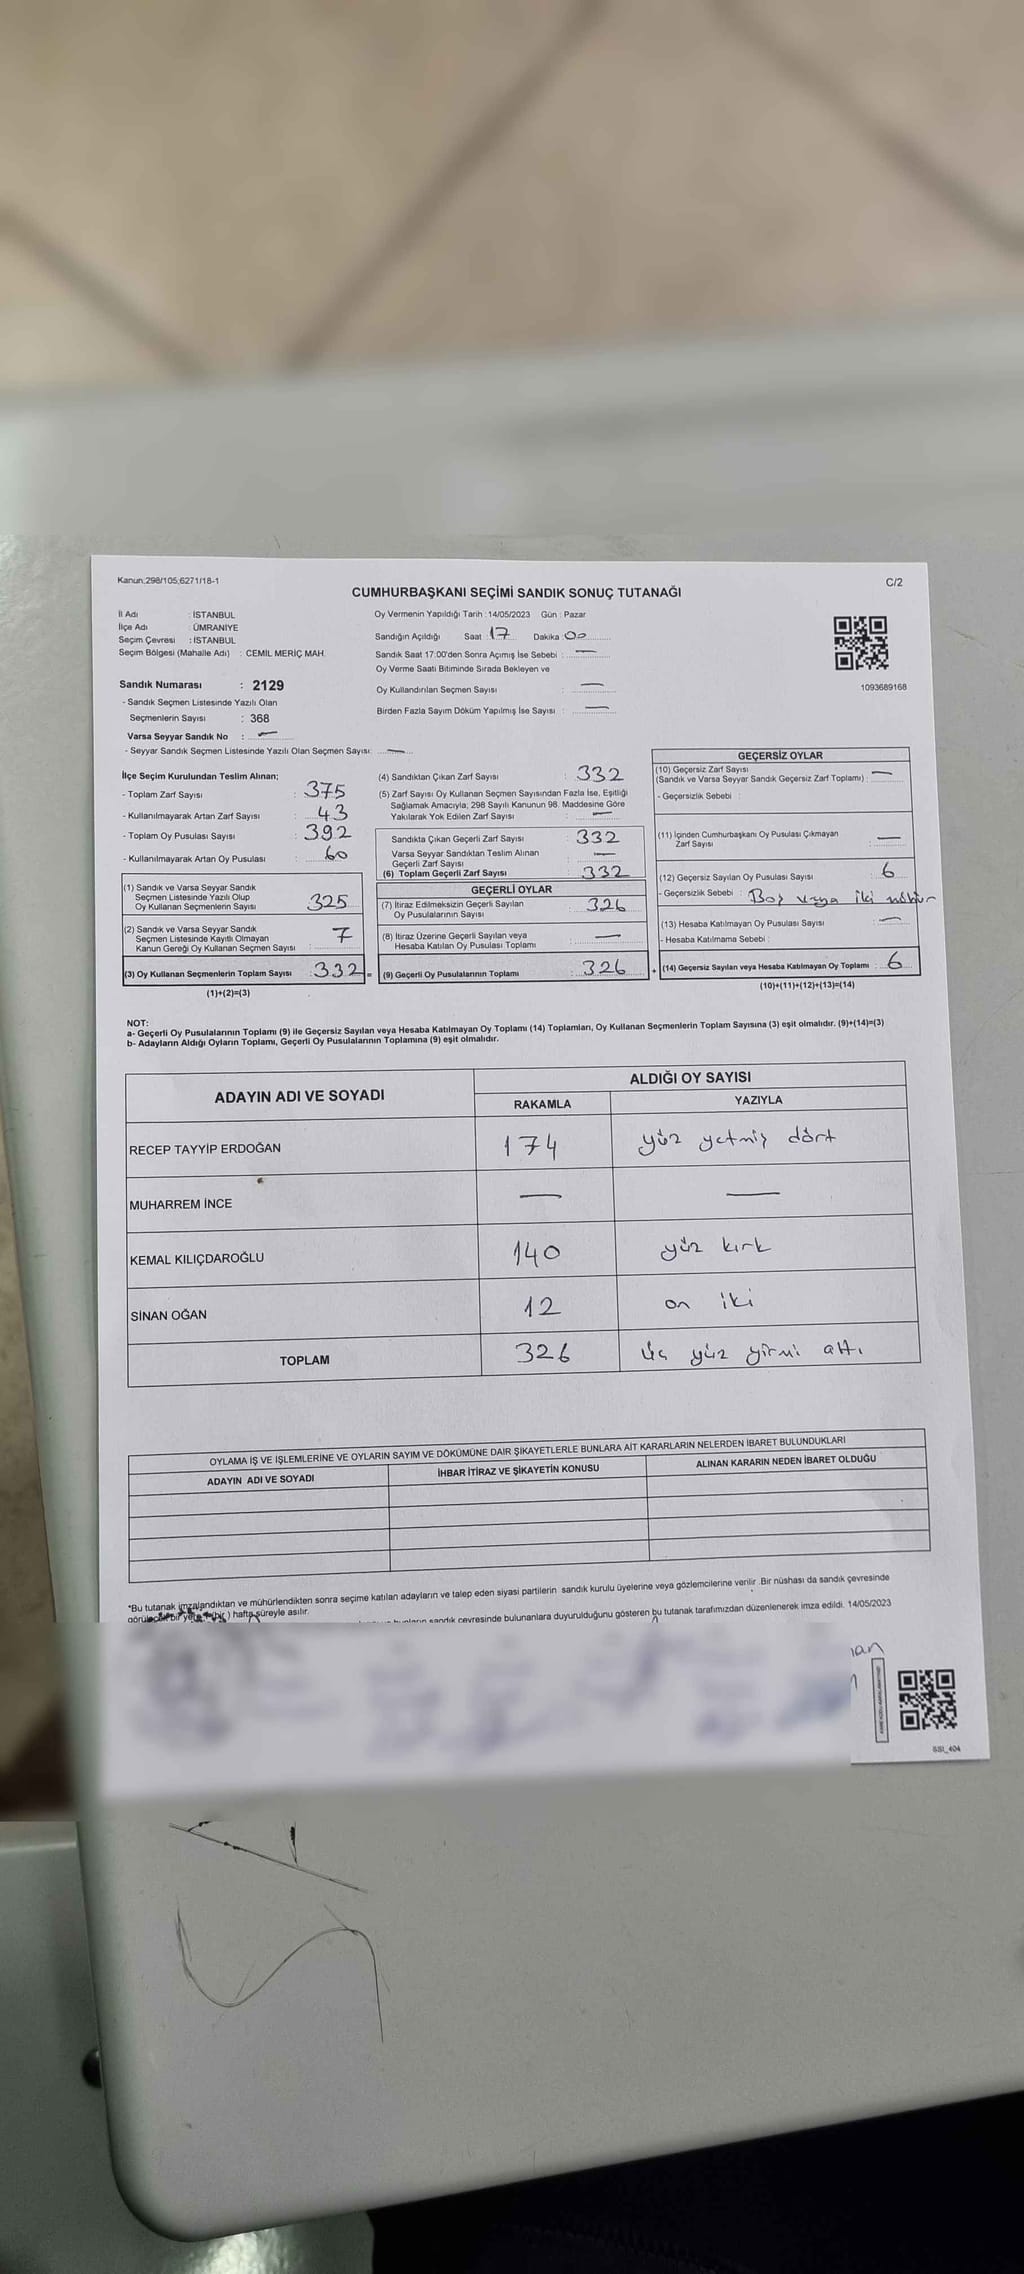 Kanun;298/105;6271/18-1
C/2
CUMHURBAŞKANI SEÇİMİ SANDIK SONUÇ TUTANAĞI
İl Adı : İSTANBUL
İlçe Adı : ÜMRANİYE
Seçim Çevresi : İSTANBUL
Seçim Bölgesi (Mahalle Adı) : CEMİL MERİÇ MAH.
Sandık Numarası : 2129
- Sandık Seçmen Listesinde Yazılı Olan
Seçmenlerin Sayısı : 368
Varsa Seyyar Sandık No : —
- Seyyar Sandık Seçmen Listesinde Yazılı Olan Seçmen Sayısı: —
Oy Vermenin Yapıldığı Tarih : 14/05/2023 Gün : Pazar
Sandığın Açıldığı Saat : 17 Dakika : 00
Sandık Saat 17:00'den Sonra Açımış İse Sebebi : —
Oy Verme Saati Bitiminde Sırada Bekleyen ve
Oy Kullandırılan Seçmen Sayısı : —
Birden Fazla Sayım Döküm Yapılmış İse Sayısı : —
1093689168
İlçe Seçim Kurulundan Teslim Alınan;
- Toplam Zarf Sayısı : 375
- Kullanılmayarak Artan Zarf Sayısı : 43
- Toplam Oy Pusulası Sayısı : 392
- Kullanılmayarak Artan Oy Pusulası : 60
(1) Sandık ve Varsa Seyyar Sandık
Seçmen Listesinde Yazılı Olup
Oy Kullanan Seçmenlerin Sayısı : 325
(2) Sandık ve Varsa Seyyar Sandık
Seçmen Listesinde Kayıtlı Olmayan
Kanun Gereği Oy Kullanan Seçmen Sayısı : 7
(3) Oy Kullanan Seçmenlerin Toplam Sayısı : 332 =
(1)+(2)=(3)
(4) Sandıktan Çıkan Zarf Sayısı : 332
(5) Zarf Sayısı Oy Kullanan Seçmen Sayısından Fazla İse, Eşitliği
Sağlamak Amacıyla, 298 Sayılı Kanunun 98. Maddesine Göre
Yakılarak Yok Edilen Zarf Sayısı : —
Sandıkta Çıkan Geçerli Zarf Sayısı : 332
Varsa Seyyar Sandıktan Teslim Alınan
Geçerli Zarf Sayısı : —
(6) Toplam Geçerli Zarf Sayısı : 332
GEÇERLİ OYLAR
(7) İtiraz Edilmeksizin Geçerli Sayılan
Oy Pusulalarının Sayısı : 326
(8) İtiraz Üzerine Geçerli Sayılan veya
Hesaba Katılan Oy Pusulası Toplamı : —
(9) Geçerli Oy Pusulalarının Toplamı : 326 +
GEÇERSİZ OYLAR
(10) Geçersiz Zarf Sayısı
(Sandık ve Varsa Seyyar Sandık Geçersiz Zarf Toplamı) : —
- Geçersizlik Sebebi :
(11) İçinden Cumhurbaşkanı Oy Pusulası Çıkmayan
Zarf Sayısı : —
(12) Geçersiz Sayılan Oy Pusulası Sayısı : 6
- Geçersizlik Sebebi : Boş veya iki mühür
(13) Hesaba Katılmayan Oy Pusulası Sayısı : —
- Hesaba Katılmama Sebebi :
(14) Geçersiz Sayılan veya Hesaba Katılmayan Oy Toplamı : 6
(10)+(11)+(12)+(13)=(14)
NOT:
a- Geçerli Oy Pusulalarının Toplamı (9) ile Geçersiz Sayılan veya Hesaba Katılmayan Oy Toplamı (14) Toplamları, Oy Kullanan Seçmenlerin Toplam Sayısına (3) eşit olmalıdır. (9)+(14)=(3)
b- Adayların Aldığı Oyların Toplamı, Geçerli Oy Pusulalarının Toplamına (9) eşit olmalıdır.
ADAYIN ADI VE SOYADI
ALDIĞI OY SAYISI
RAKAMLA YAZIYLA
RECEP TAYYİP ERDOĞAN 174 yüz yetmiş dört
MUHARREM İNCE — —
KEMAL KILIÇDAROĞLU 140 yüz kırk
SİNAN OĞAN 12 on iki
TOPLAM 326 üç yüz yirmi altı
OYLAMA İŞ VE İŞLEMLERİNE VE OYLARIN SAYIM VE DÖKÜMÜNE DAİR ŞİKAYETLERLE BUNLARA AİT KARARLARIN NELERDEN İBARET BULUNDUKLARI
ADAYIN ADI VE SOYADI İHBAR İTİRAZ VE ŞİKAYETİN KONUSU ALINAN KARARIN NEDEN İBARET OLDUĞU
*Bu tutanak imzalandıktan ve mühürlendikten sonra seçime katılan adayların ve talep eden siyasi partilerin sandık kurulu üyelerine veya gözlemcilerine verilir .Bir nüshası da sandık çevresinde
görülecek bir yere (bir ) hafta süreyle asılır.
sandık çevresinde bulunanlara duyurulduğunu gösteren bu tutanak tarafımızdan düzenlenerek imza edildi. 14/05/2023
SSI_404